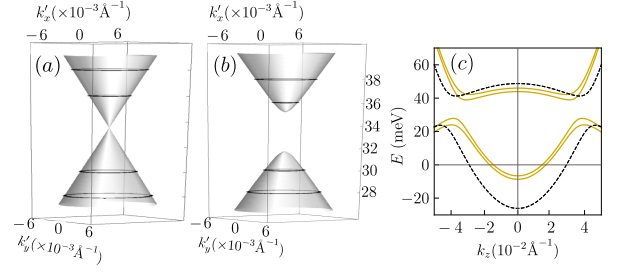 k′x(×10−3Å−1) k′x(×10−3Å−1)
−6 0 6 −6 0 6
(a) (b) (c)
38
36
34
32
30
28
−6 0 6 −6 0 6
k′y(×10−3Å−1) k′y(×10−3Å−1)
E (meV)
60
40
20
0
−20
−4 −2 0 2 4
kz(10−2Å−1)